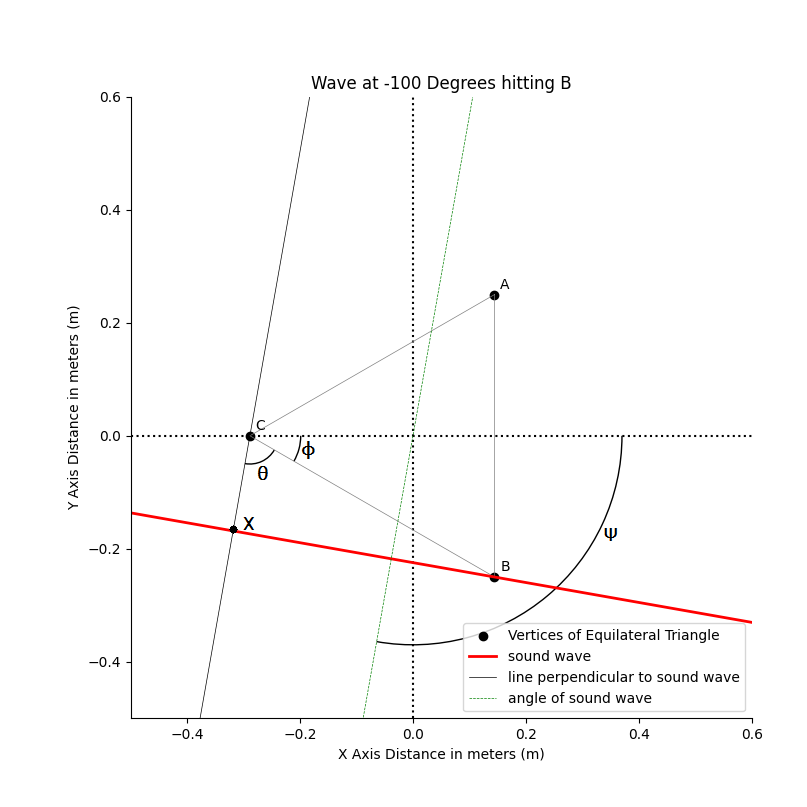 Wave at -100 Degrees hitting B
0.6
0.4
0.2
0.0
−0.2
−0.4
Y Axis Distance in meters (m)
A
C
ϕ
θ
X
B
ψ
Vertices of Equilateral Triangle
sound wave
line perpendicular to sound wave
angle of sound wave
−0.4
−0.2
0.0
0.2
0.4
0.6
X Axis Distance in meters (m)